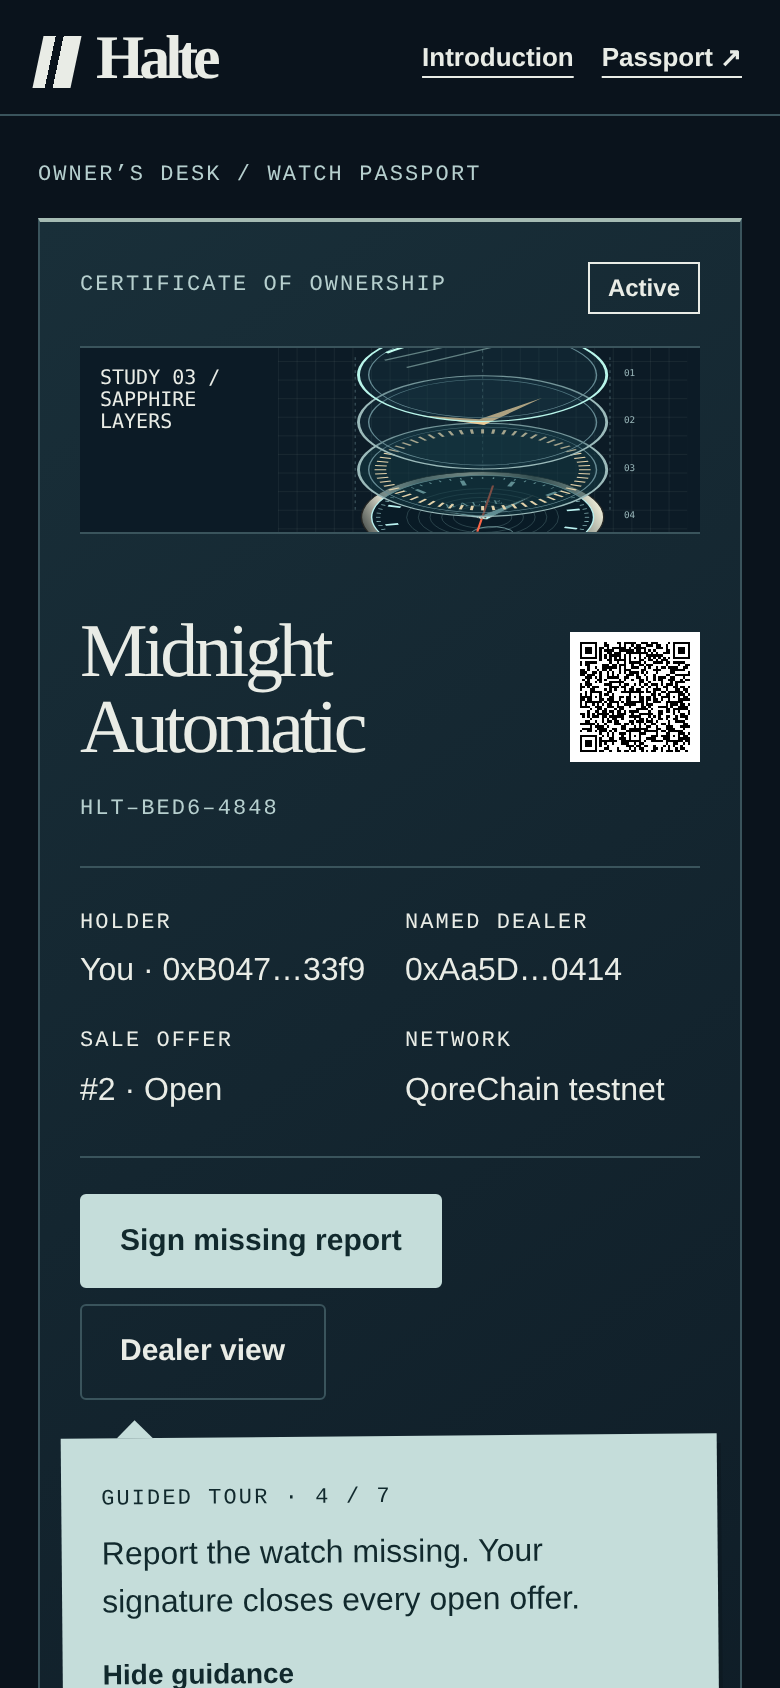 Halte
Introduction
Passport ↗
OWNER’S DESK / WATCH PASSPORT
CERTIFICATE OF OWNERSHIP
Active
STUDY 03 /
SAPPHIRE
LAYERS
01
02
03
04
Midnight
Automatic
HLT–BED6–4848
HOLDER
You · 0xB047…33f9
NAMED DEALER
0xAa5D…0414
SALE OFFER
#2 · Open
NETWORK
QoreChain testnet
Sign missing report
Dealer view
GUIDED TOUR · 4 / 7
Report the watch missing. Your
signature closes every open offer.
Hide guidance